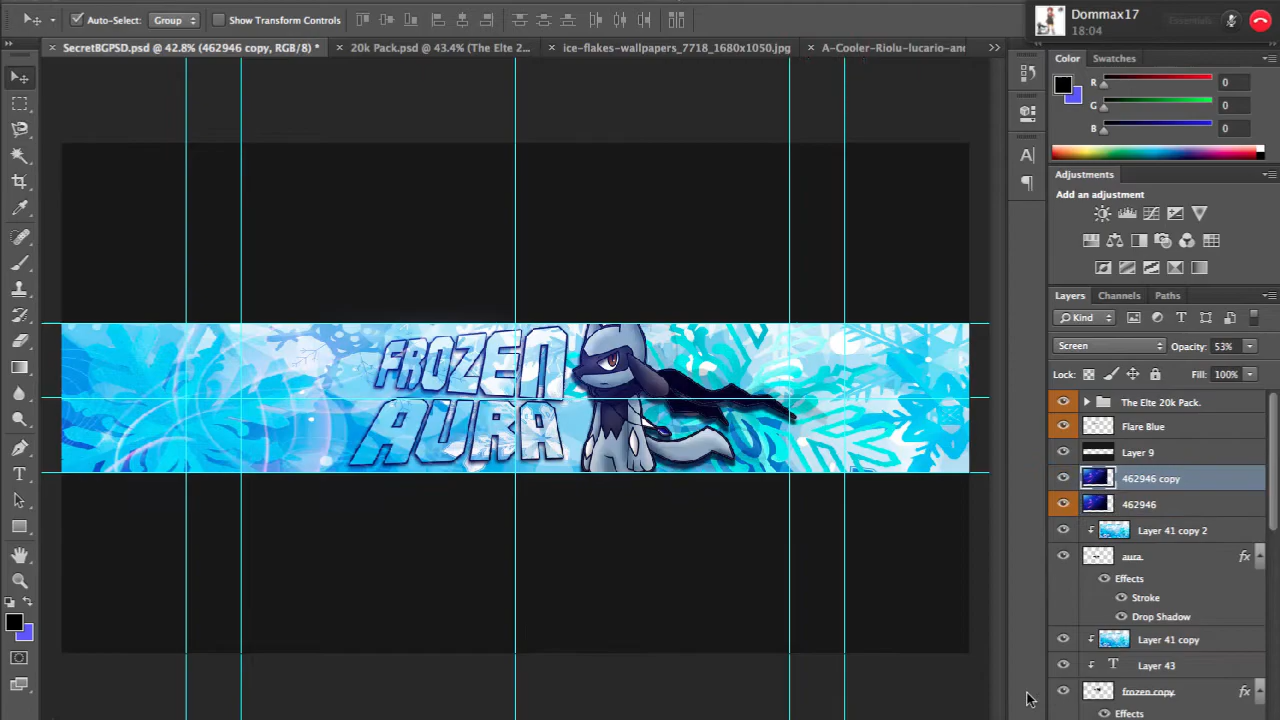 Auto-Select: Group Show Transform Controls
Dommax17
18:04
Essentials
SecretBGPSD.psd @ 42.8% (462946 copy, RGB/8) *
20k Pack.psd @ 43.4% (The Elte 2...
ice-flakes-wallpapers_7718_1680x1050.jpg
A-Cooler-Riolu-lucario-and
Color Swatches
R 0
G 0
B 0
Adjustments
Add an adjustment
Layers Channels Paths
Kind
Screen Opacity: 53%
Lock: Fill: 100%
The Elte 20k Pack.
Flare Blue
Layer 9
462946 copy
462946
Layer 41 copy 2
aura fx
Effects
Stroke
Drop Shadow
Layer 41 copy
Layer 43
frozen copy fx
Effects
FROZEN
AURA